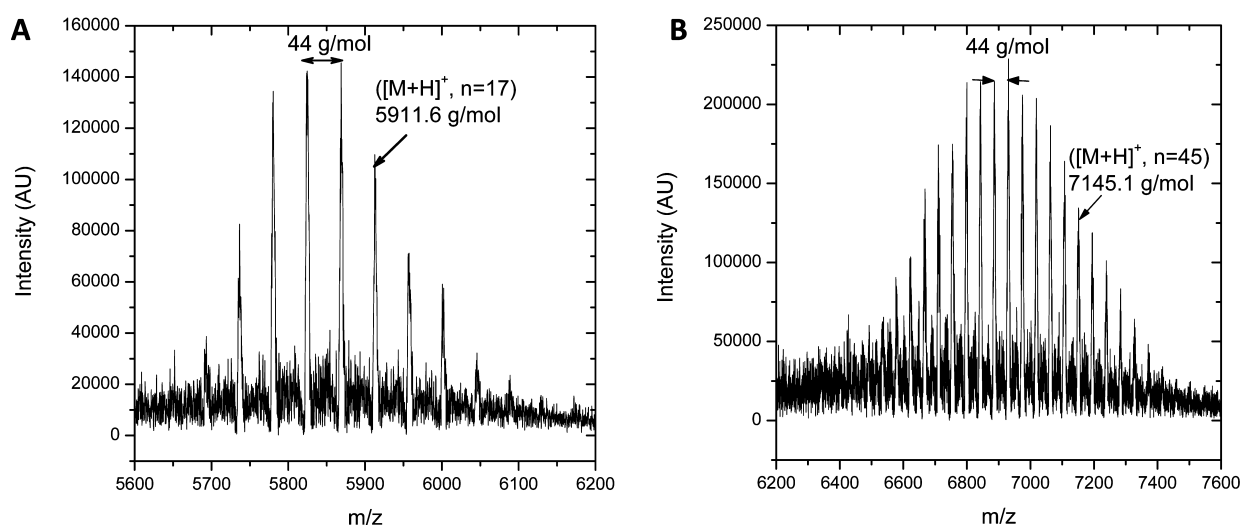 A
160000
140000
120000
100000
80000
60000
40000
20000
0
Intensity (AU)
44 g/mol
([M+H]+, n=17)
5911.6 g/mol
5600 5700 5800 5900 6000 6100 6200
m/z
B
250000
200000
150000
100000
50000
0
Intensity (AU)
44 g/mol
([M+H]+, n=45)
7145.1 g/mol
6200 6400 6600 6800 7000 7200 7400 7600
m/z